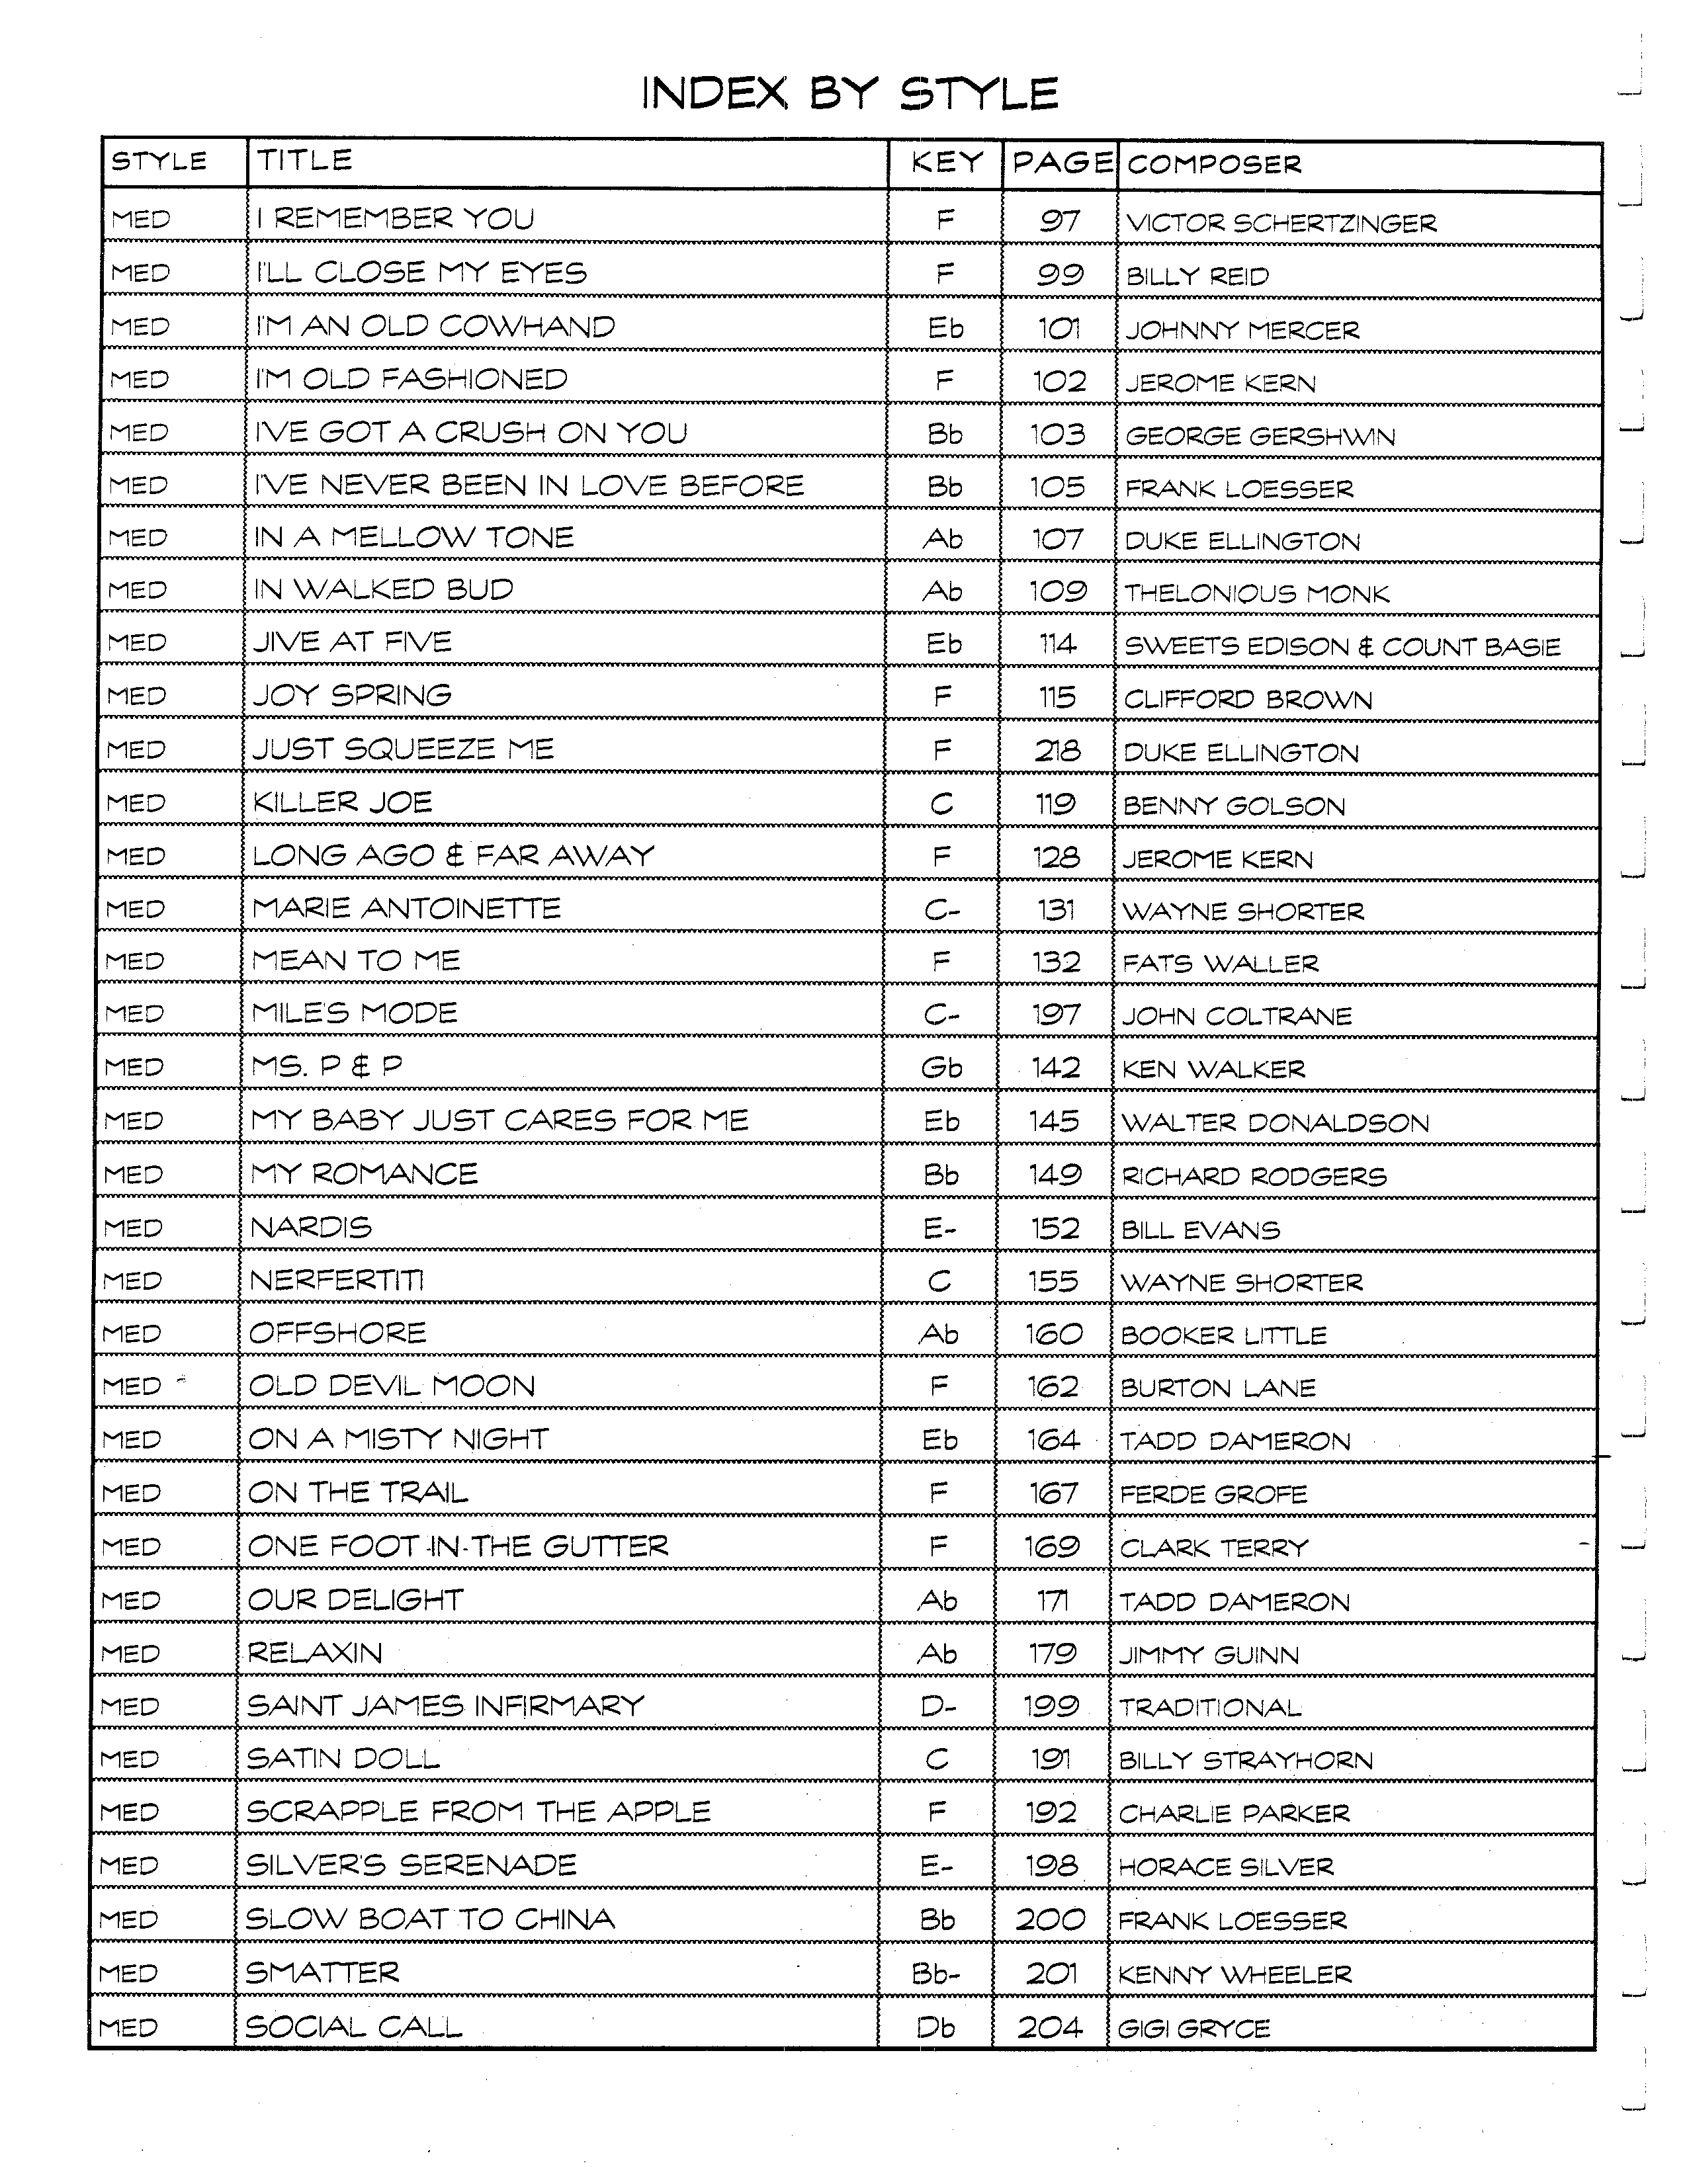 INDEX BY STYLE
STYLE TITLE KEY PAGE COMPOSER
MED I REMEMBER YOU F 97 VICTOR SCHERTZINGER
MED I'LL CLOSE MY EYES F 99 BILLY REID
MED I'M AN OLD COWHAND Eb 101 JOHNNY MERCER
MED I'M OLD FASHIONED F 102 JEROME KERN
MED I'VE GOT A CRUSH ON YOU Bb 103 GEORGE GERSHWIN
MED I'VE NEVER BEEN IN LOVE BEFORE Bb 105 FRANK LOESSER
MED IN A MELLOW TONE Ab 107 DUKE ELLINGTON
MED IN WALKED BUD Ab 109 THELONIOUS MONK
MED JIVE AT FIVE Eb 114 SWEETS EDISON & COUNT BASIE
MED JOY SPRING F 115 CLIFFORD BROWN
MED JUST SQUEEZE ME F 218 DUKE ELLINGTON
MED KILLER JOE C 119 BENNY GOLSON
MED LONG AGO & FAR AWAY F 128 JEROME KERN
MED MARIE ANTOINETTE C- 131 WAYNE SHORTER
MED MEAN TO ME F 132 FATS WALLER
MED MILE'S MODE C- 197 JOHN COLTRANE
MED MS. P & P Gb 142 KEN WALKER
MED MY BABY JUST CARES FOR ME Eb 145 WALTER DONALDSON
MED MY ROMANCE Bb 149 RICHARD RODGERS
MED NARDIS E- 152 BILL EVANS
MED NERFERTITI C 155 WAYNE SHORTER
MED OFFSHORE Ab 160 BOOKER LITTLE
MED OLD DEVIL MOON F 162 BURTON LANE
MED ON A MISTY NIGHT Eb 164 TADD DAMERON
MED ON THE TRAIL F 167 FERDE GROFE
MED ONE FOOT-IN-THE GUTTER F 169 CLARK TERRY
MED OUR DELIGHT Ab 171 TADD DAMERON
MED RELAXIN Ab 179 JIMMY GUINN
MED SAINT JAMES INFIRMARY D- 199 TRADITIONAL
MED SATIN DOLL C 191 BILLY STRAYHORN
MED SCRAPPLE FROM THE APPLE F 192 CHARLIE PARKER
MED SILVER'S SERENADE E- 198 HORACE SILVER
MED SLOW BOAT TO CHINA Bb 200 FRANK LOESSER
MED SMATTER Bb- 201 KENNY WHEELER
MED SOCIAL CALL Db 204 GIGI GRYCE